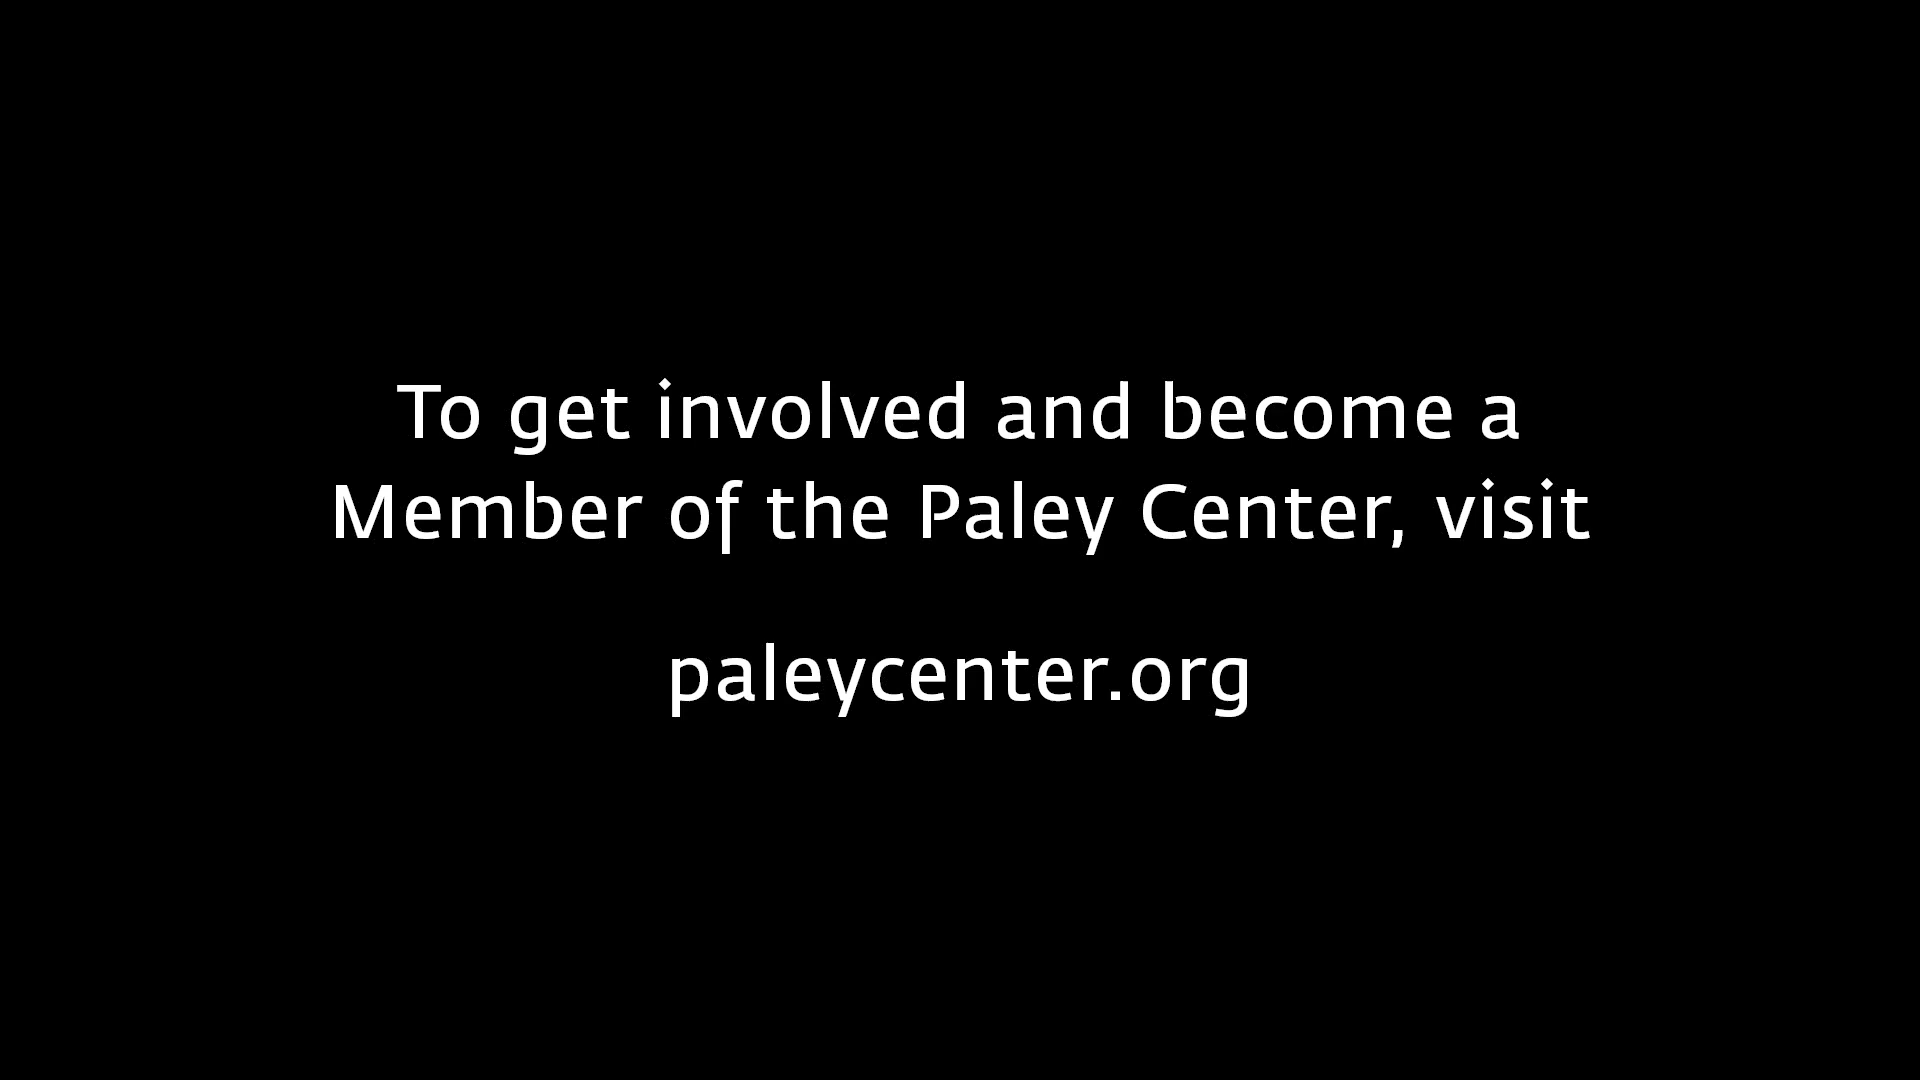 To get involved and become a
Member of the Paley Center, visit
paleycenter.org